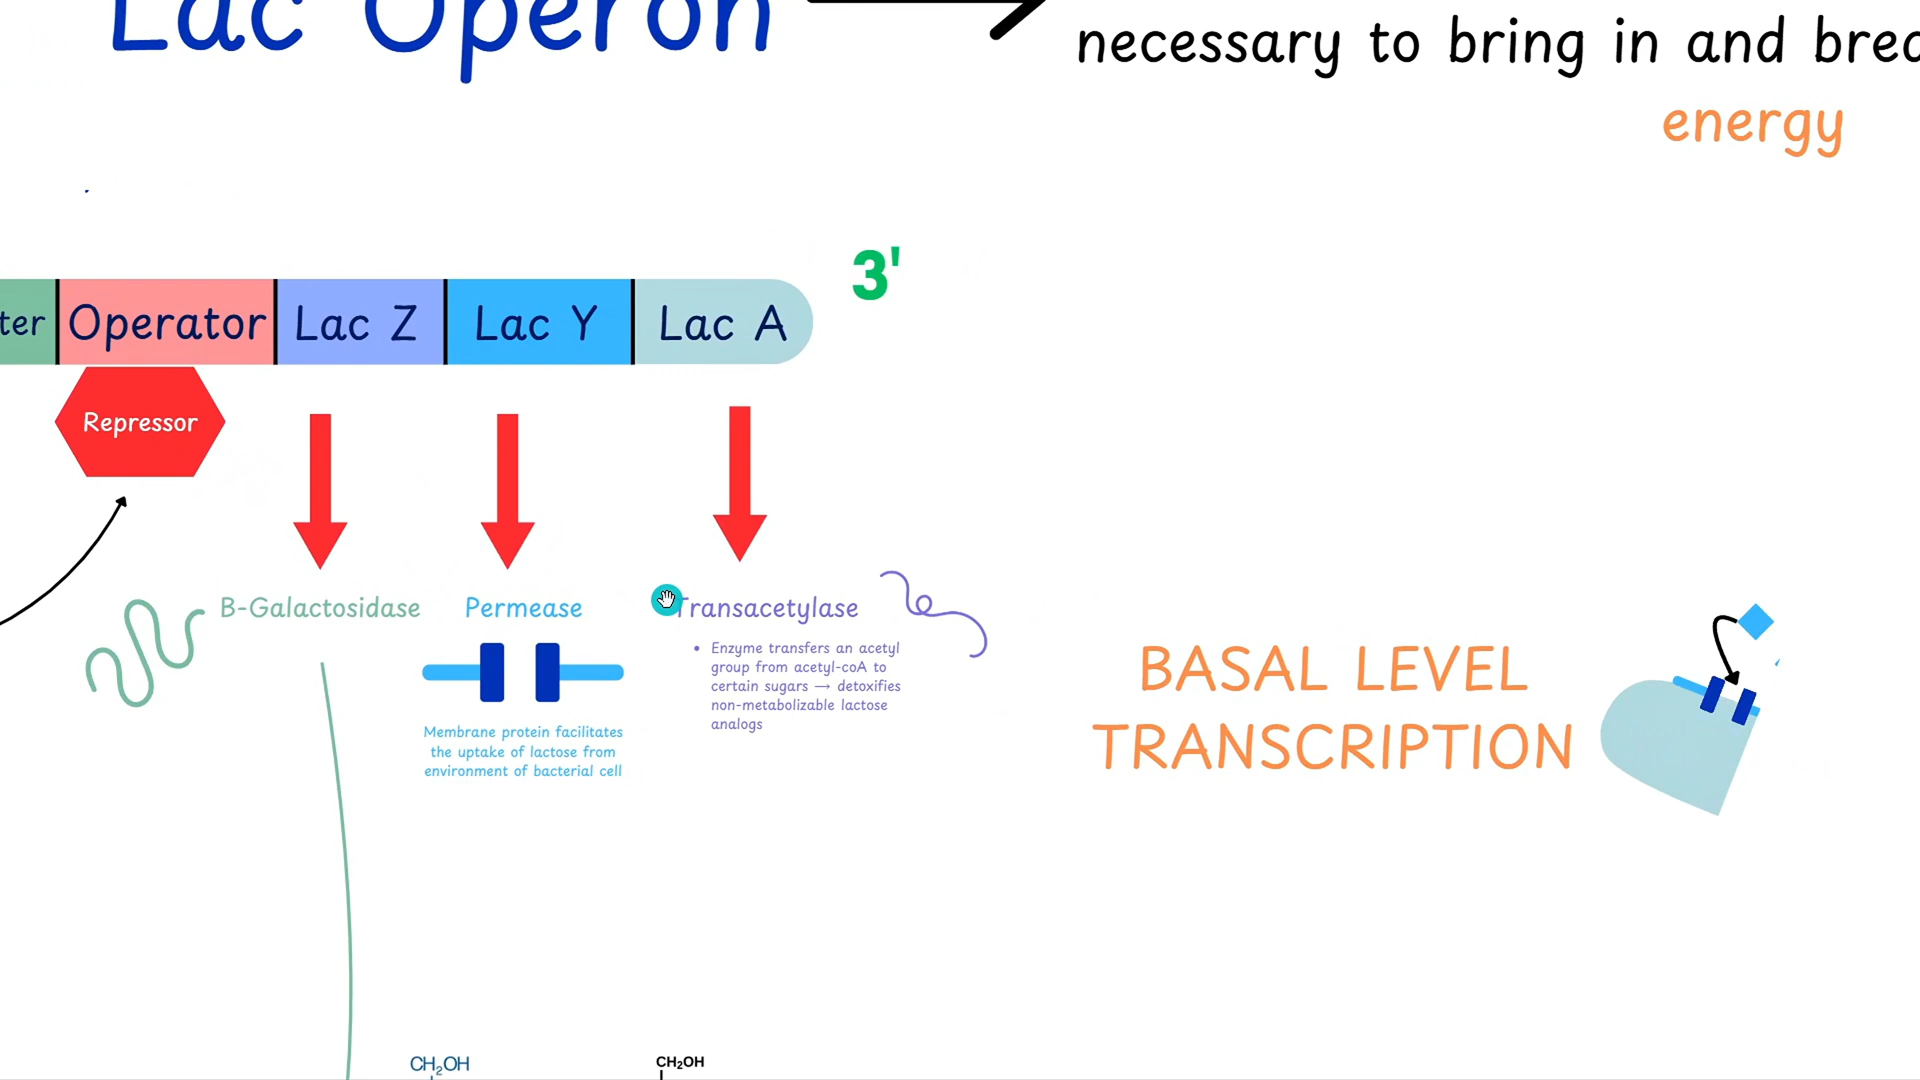 Lac Operon
necessary to bring in and brea
energy
3'
ter Operator Lac Z Lac Y Lac A
Repressor
B-Galactosidase
Permease
Transacetylase
Membrane protein facilitates
the uptake of lactose from
environment of bacterial cell
• Enzyme transfers an acetyl
group from acetyl-coA to
certain sugars → detoxifies
non-metabolizable lactose
analogs
BASAL LEVEL
TRANSCRIPTION
CH₂OH
CH₂OH